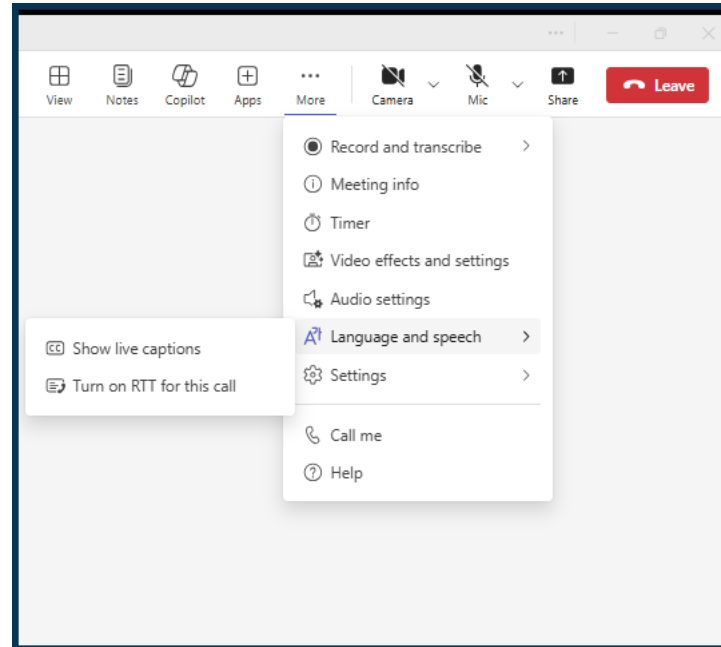 View Notes Copilot Apps More Camera Mic Share Leave
Record and transcribe
Meeting info
Timer
Video effects and settings
Audio settings
Language and speech
Settings
Call me
Help
CC Show live captions
Turn on RTT for this call